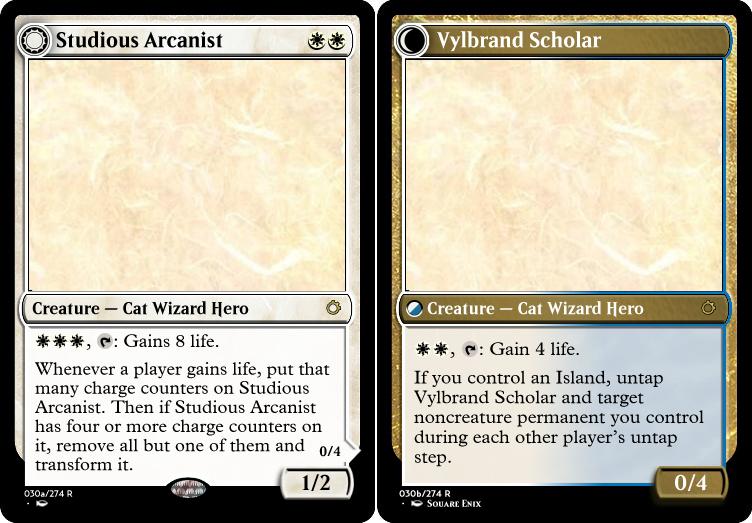 Studious Arcanist
Creature — Cat Wizard Hero
, : Gains 8 life.
Whenever a player gains life, put that
many charge counters on Studious
Arcanist. Then if Studious Arcanist
has four or more charge counters on
it, remove all but one of them and
transform it.
0/4
1/2
030a/274 R
Vylbrand Scholar
Creature — Cat Wizard Hero
, : Gain 4 life.
If you control an Island, untap
Vylbrand Scholar and target
noncreature permanent you control
during each other player's untap
step.
0/4
030b/274 R
Square Enix